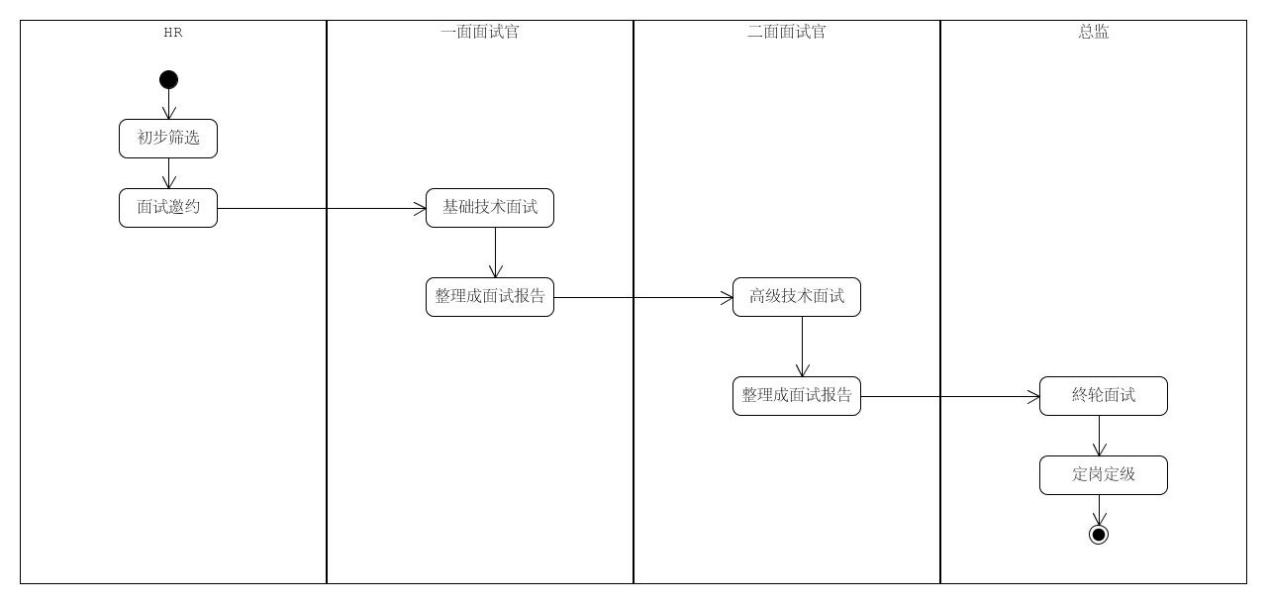 HR
一面面试官
二面面试官
总监
初步筛选
面试邀约
基础技术面试
整理成面试报告
高级技术面试
整理成面试报告
终轮面试
定岗定级